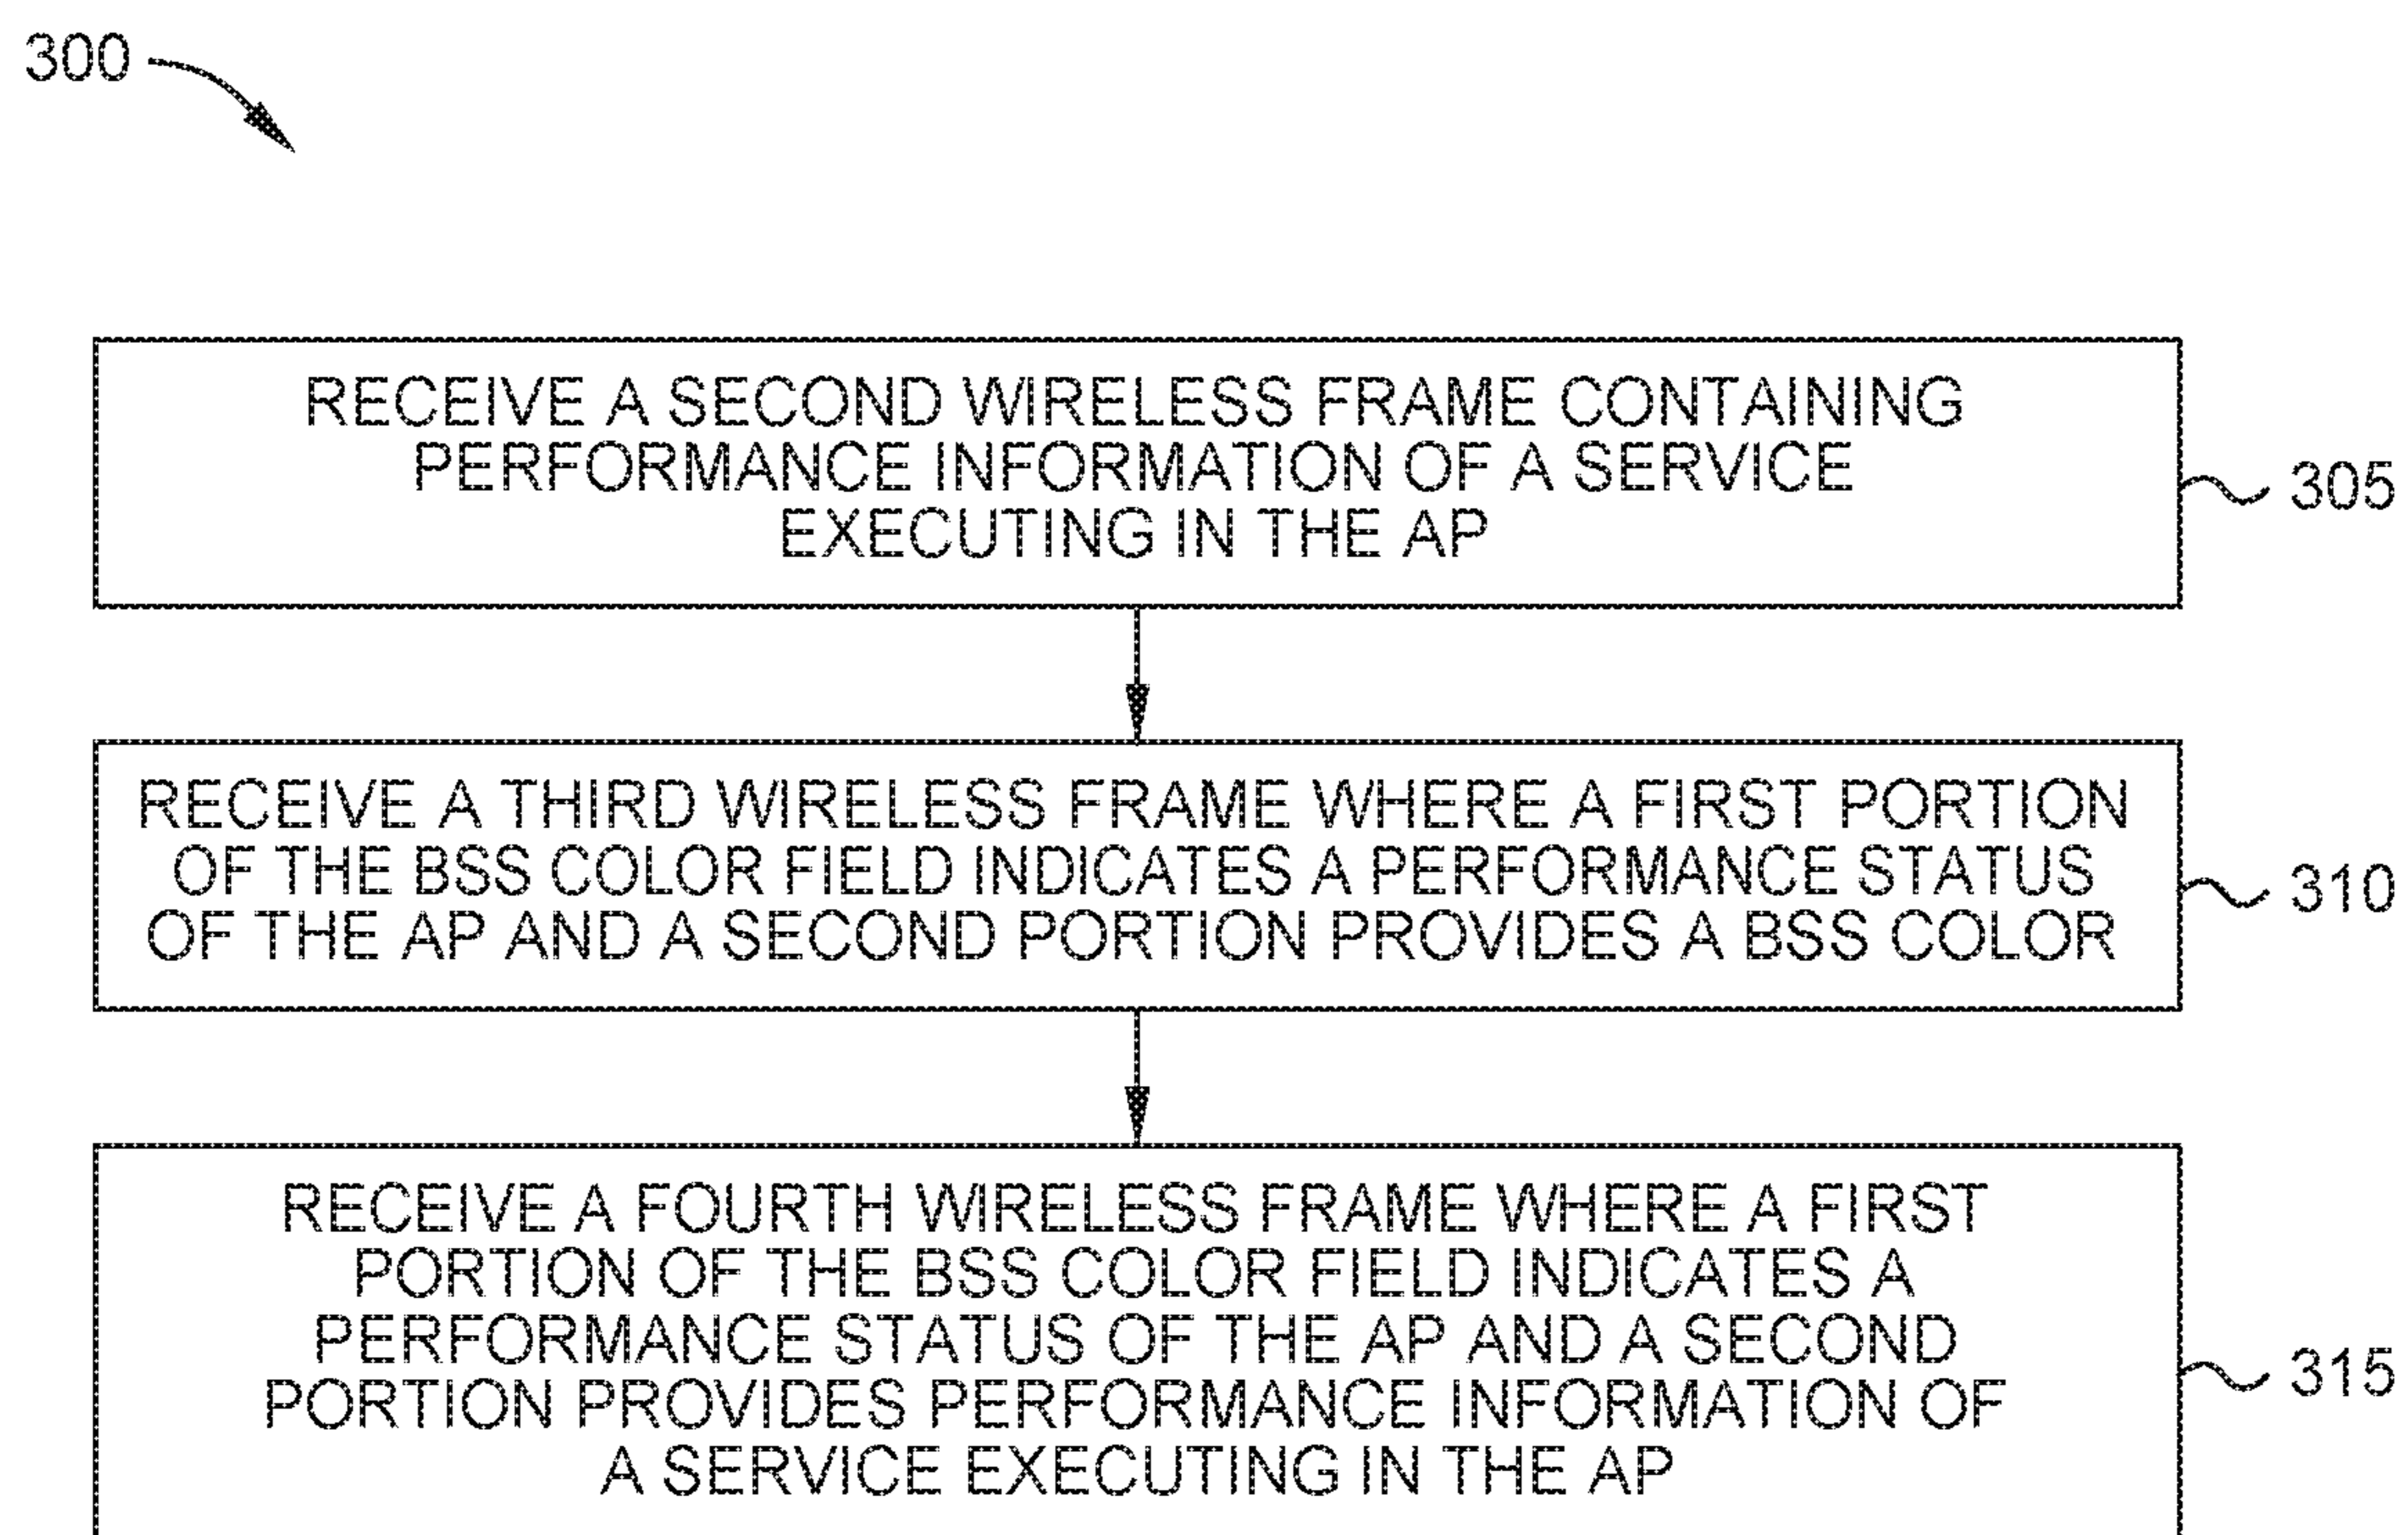 300
RECEIVE A SECOND WIRELESS FRAME CONTAINING
PERFORMANCE INFORMATION OF A SERVICE
EXECUTING IN THE AP
305
RECEIVE A THIRD WIRELESS FRAME WHERE A FIRST PORTION
OF THE BSS COLOR FIELD INDICATES A PERFORMANCE STATUS
OF THE AP AND A SECOND PORTION PROVIDES A BSS COLOR
310
RECEIVE A FOURTH WIRELESS FRAME WHERE A FIRST
PORTION OF THE BSS COLOR FIELD INDICATES A
PERFORMANCE STATUS OF THE AP AND A SECOND
PORTION PROVIDES PERFORMANCE INFORMATION OF
A SERVICE EXECUTING IN THE AP
315